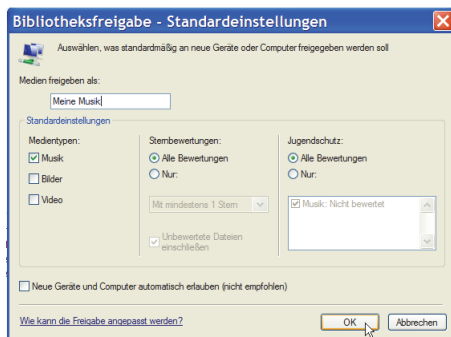 Bibliotheksfreigabe - Standardeinstellungen
Auswählen, was standardmäßig an neue Geräte oder Computer freigegeben werden soll
Medien freigeben als:
Meine Musik
Standardeinstellungen
Medientypen:
Musik
Bilder
Video
Sternbewertungen:
Alle Bewertungen
Nur:
Mit mindestens 1 Stern
Unbewertete Dateien
einschließen
Jugendschutz:
Alle Bewertungen
Nur:
Musik: Nicht bewertet
Neue Geräte und Computer automatisch erlauben (nicht empfohlen)
Wie kann die Freigabe angepasst werden?
OK
Abbrechen